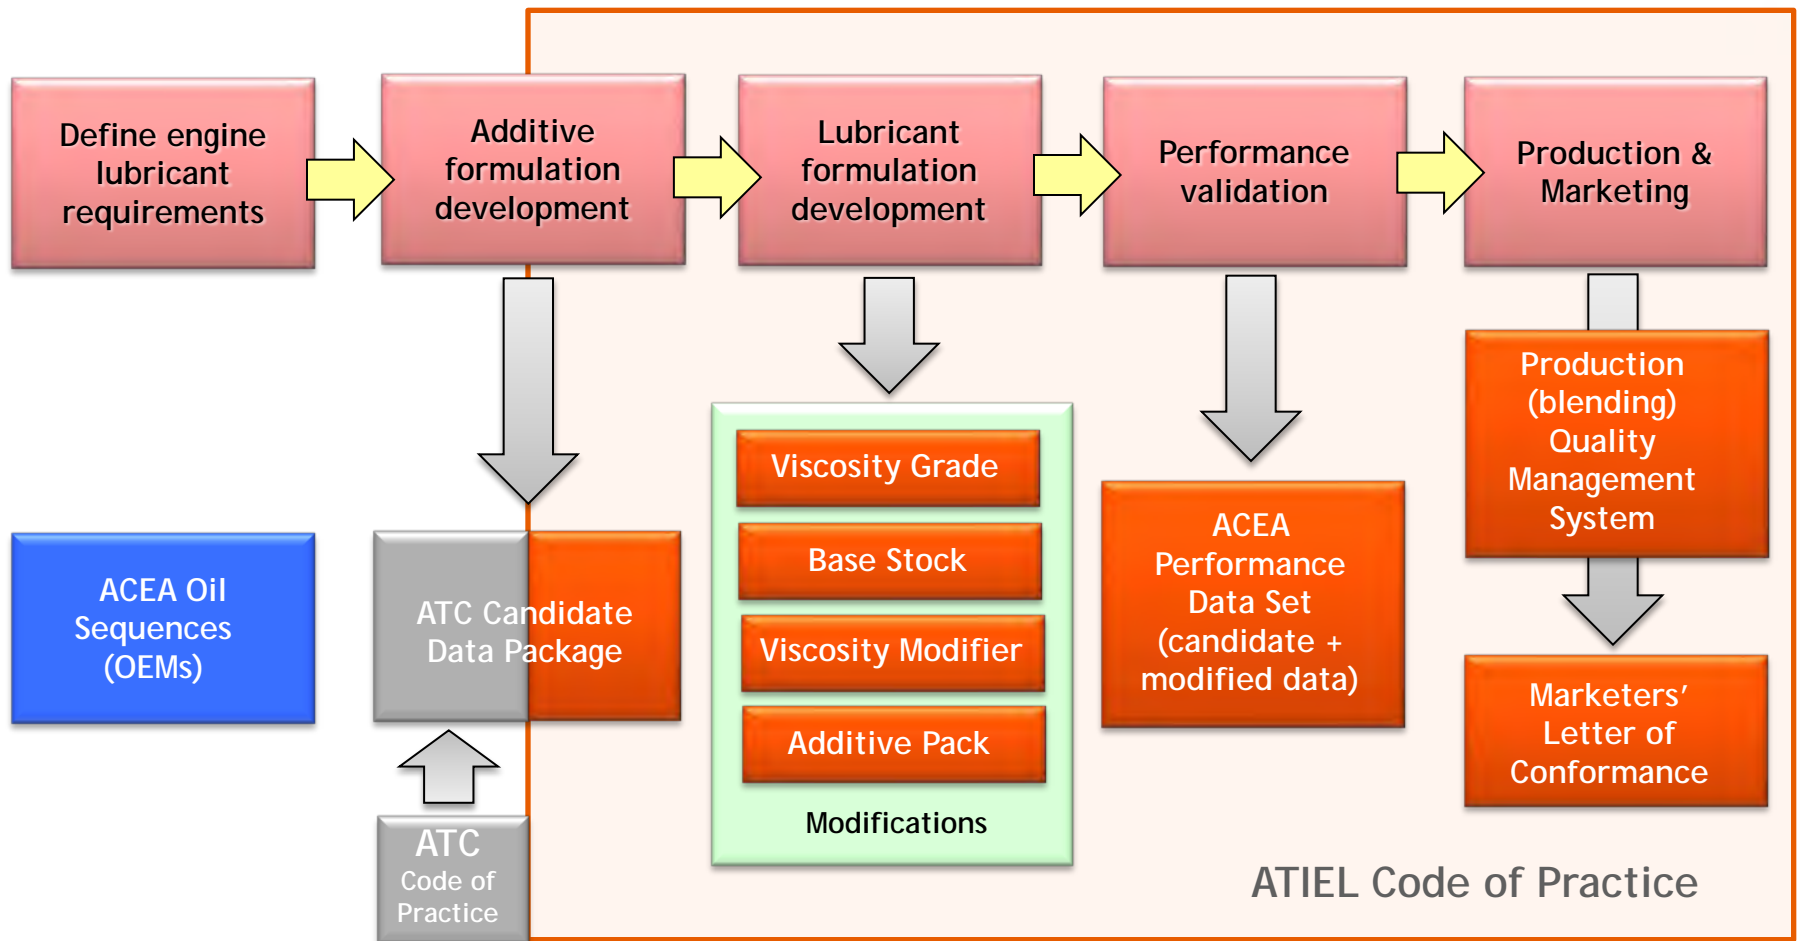 Define engine
lubricant
requirements
Additive
formulation
development
Lubricant
formulation
development
Performance
validation
Production &
Marketing
ACEA Oil
Sequences
(OEMs)
ATC Candidate
Data Package
ATC
Code of
Practice
Viscosity Grade
Base Stock
Viscosity Modifier
Additive Pack
Modifications
ACEA
Performance
Data Set
(candidate +
modified data)
Production
(blending)
Quality
Management
System
Marketers’
Letter of
Conformance
ATIEL Code of Practice